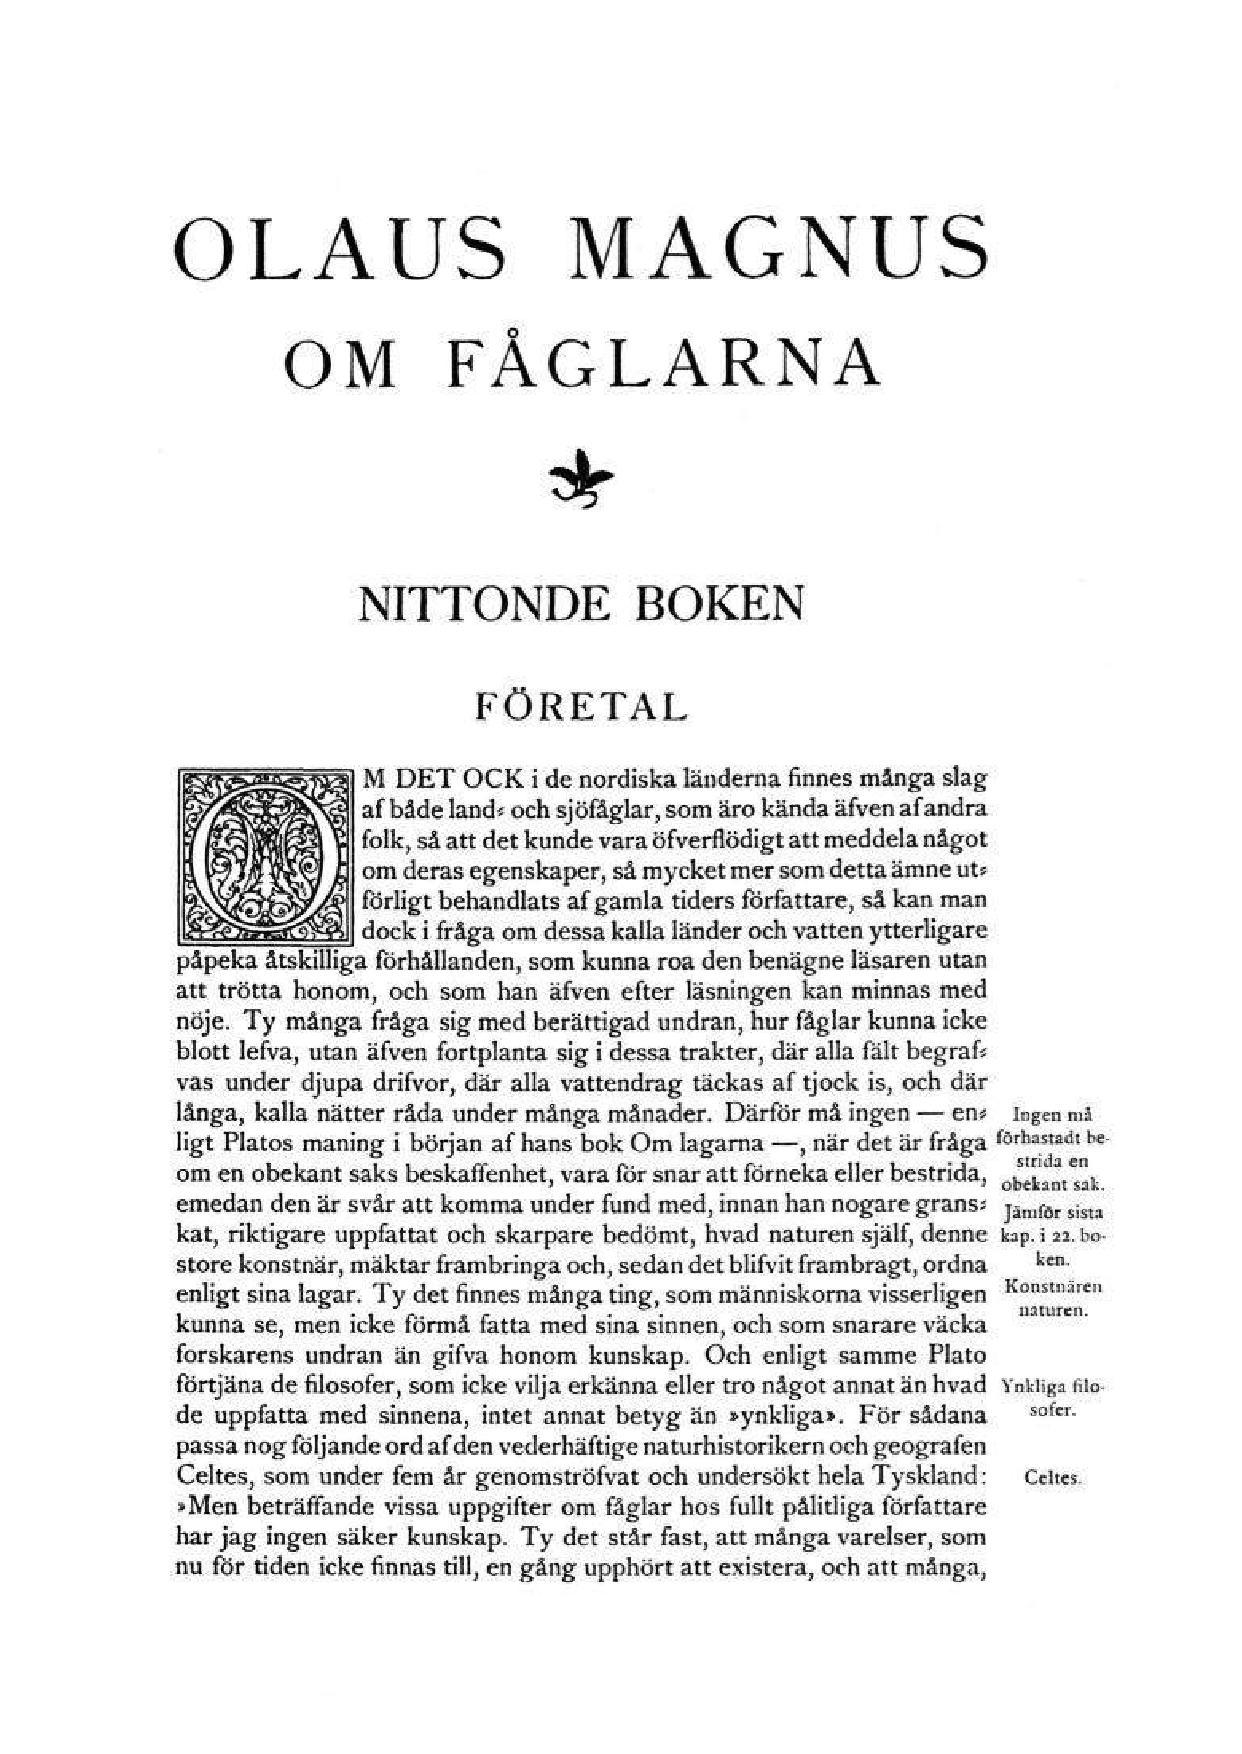 OLAUS MAGNUS
OM FÅGLARNA
NITTONDE BOKEN
FÖRETAL
OM DET OCK i de nordiska länderna finnes många slag
af både land⸗ och sjöfåglar, som äro kända äfven af andra
folk, så att det kunde vara öfverflödigt att meddela något
om deras egenskaper, så mycket mer som detta ämne ut⸗
förligt behandlats af gamla tiders författare, så kan man
dock i fråga om dessa kalla länder och vatten ytterligare
påpeka åtskilliga förhållanden, som kunna roa den benägne läsaren utan
att trötta honom, och som han äfven efter läsningen kan minnas med
nöje. Ty många fråga sig med berättigad undran, hur fåglar kunna icke
blott lefva, utan äfven fortplanta sig i dessa trakter, där alla fält begraf⸗
vas under djupa drifvor, där alla vattendrag täckas af tjock is, och där
långa, kalla nätter råda under många månader. Därför må ingen — en⸗
ligt Platos maning i början af hans bok Om lagarna —, när det är fråga
om en obekant saks beskaffenhet, vara för snar att förneka eller bestrida,
emedan den är svår att komma under fund med, innan han nogare grans⸗
kat, riktigare uppfattat och skarpare bedömt, hvad naturen själf, denne
store konstnär, mäktar frambringa och, sedan det blifvit frambragt, ordna
enligt sina lagar. Ty det finnes många ting, som människorna visserligen
kunna se, men icke förmå fatta med sina sinnen, och som snarare väcka
forskarens undran än gifva honom kunskap. Och enligt samme Plato
förtjäna de filosofer, som icke vilja erkänna eller tro något annat än hvad
de uppfatta med sinnena, intet annat betyg än »ynkliga». För sådana
passa nog följande ord af den vederhäftige naturhistorikern och geografen
Celtes, som under fem år genomströfvat och undersökt hela Tyskland:
»Men beträffande vissa uppgifter om fåglar hos fullt pålitliga författare
har jag ingen säker kunskap. Ty det står fast, att många varelser, som
nu för tiden icke finnas till, en gång upphört att existera, och att många,
Ingen må
förhastadt be-
strida en
obekant sak.
Jämför sista
kap. i 22. bo-
ken.
Konstnären
naturen.
Ynkliga filo-
sofer.
Celtes.